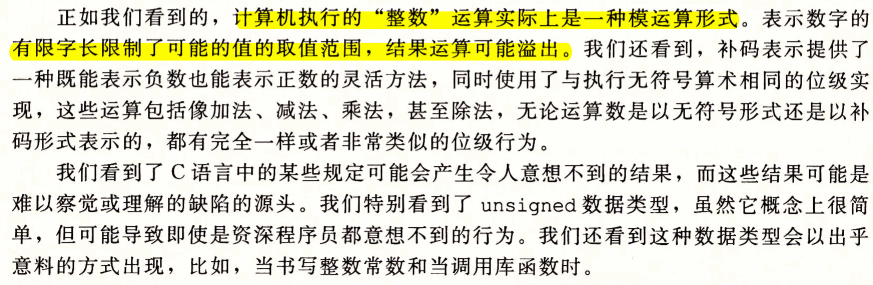 正如我们看到的，计算机执行的“整数”运算实际上是一种模运算形式。表示数字的
有限字长限制了可能的值的取值范围，结果运算可能溢出。我们还看到，补码表示提供了
一种既能表示负数也能表示正数的灵活方法，同时使用了与执行无符号算术相同的位级实
现，这些运算包括像加法、减法、乘法，甚至除法，无论运算数是以无符号形式还是以补
码形式表示的，都有完全一样或者非常类似的位级行为。
我们看到了 C 语言中的某些规定可能会产生令人意想不到的结果，而这些结果可能是
难以察觉或理解的缺陷的源头。我们特别看到了 unsigned 数据类型，虽然它概念上很简
单，但可能导致即使是资深程序员都意想不到的行为。我们还看到这种数据类型会以出乎
意料的方式出现，比如，当书写整数常数和当调用库函数时。